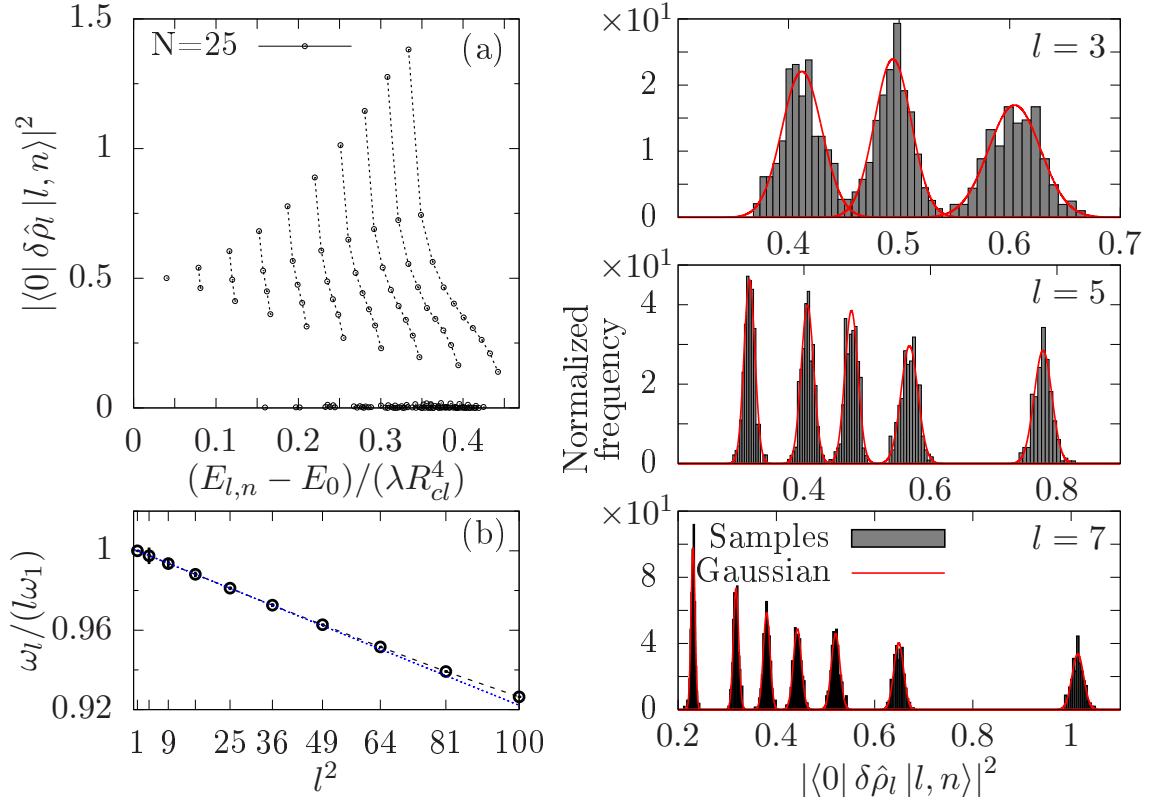 1.5
1
0.5
0
|⟨0| δρ̂_l |l, n⟩|²
N=25
(a)
0 0.1 0.2 0.3 0.4
(E_{l,n} − E_0)/(λR_{cl}^4)
1
0.96
0.92
ω_l/(lω_1)
(b)
1 9 25 36 49 64 81 100
l²
×10¹
2
1
0
l = 3
0.4 0.5 0.6 0.7
Normalized
frequency
×10¹
4
2
0
l = 5
0.4 0.6 0.8
×10¹
8
4
0
Samples
Gaussian
l = 7
0.2 0.4 0.6 0.8 1
|⟨0| δρ̂_l |l, n⟩|²